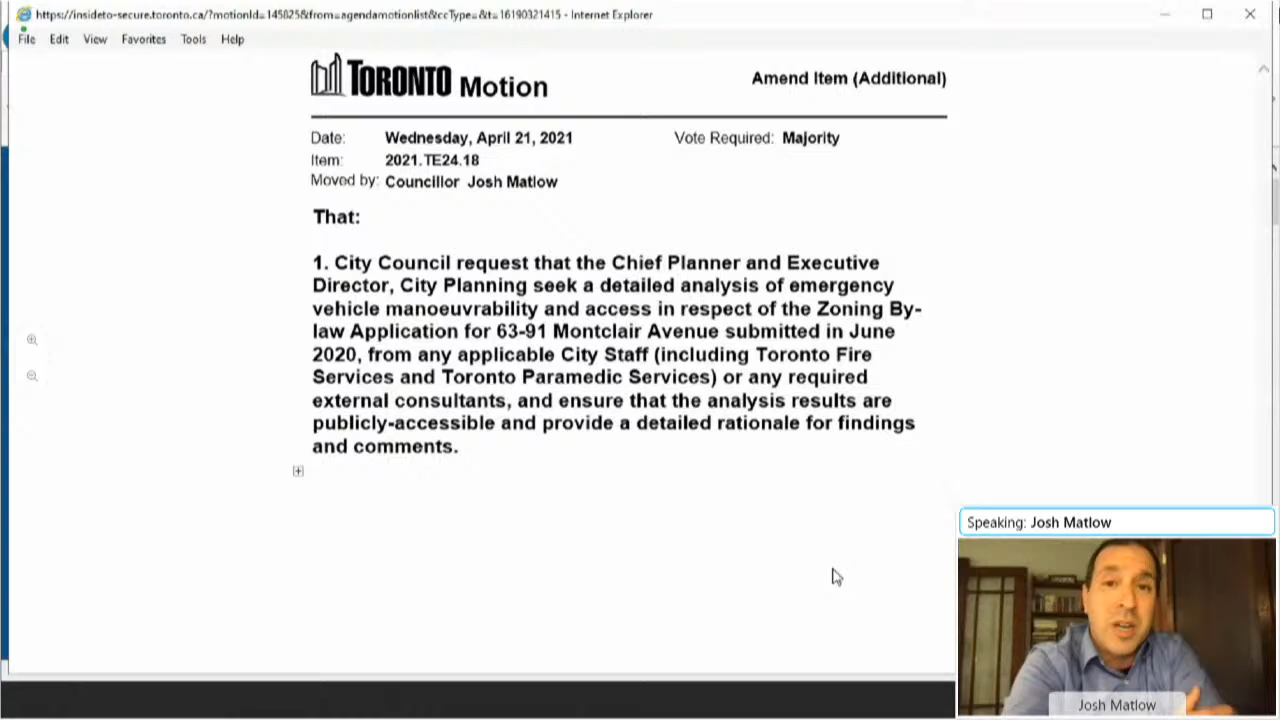 https://insideto-secure.toronto.ca/?motionId=145825&from=agendamotionlist&ccType=&t=16190321415 - Internet Explorer
File Edit View Favorites Tools Help
TORONTO Motion
Amend Item (Additional)
Date: Wednesday, April 21, 2021
Vote Required: Majority
Item: 2021.TE24.18
Moved by: Councillor Josh Matlow
That:
1. City Council request that the Chief Planner and Executive
Director, City Planning seek a detailed analysis of emergency
vehicle manoeuvrability and access in respect of the Zoning By-
law Application for 63-91 Montclair Avenue submitted in June
2020, from any applicable City Staff (including Toronto Fire
Services and Toronto Paramedic Services) or any required
external consultants, and ensure that the analysis results are
publicly-accessible and provide a detailed rationale for findings
and comments.
Speaking: Josh Matlow
Josh Matlow